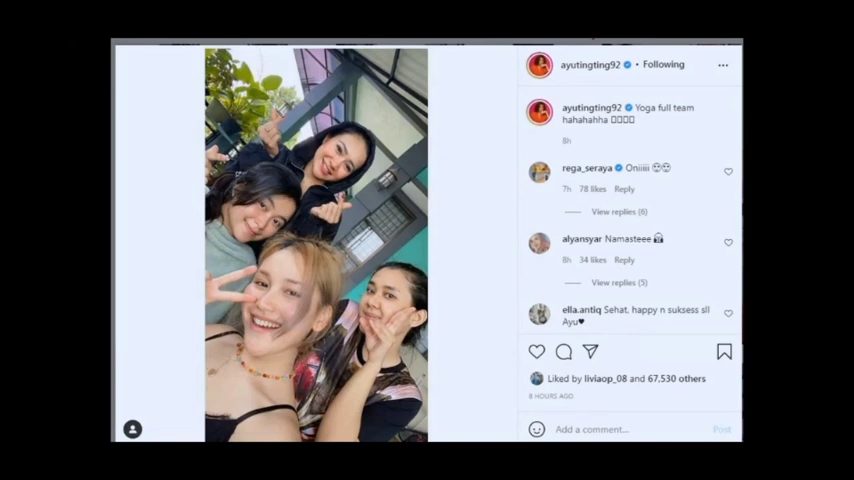 ayutingting92 • Following
ayutingting92 Yoga full team
hahahahha
8h
rega_seraya Oniiiii
7h 78 likes Reply
View replies (6)
alyansyar Namasteee
8h 34 likes Reply
View replies (5)
ella.antiq Sehat, happy n suksess sll
Ayu
Liked by liviaop_08 and 67,530 others
8 HOURS AGO
Add a comment... Post